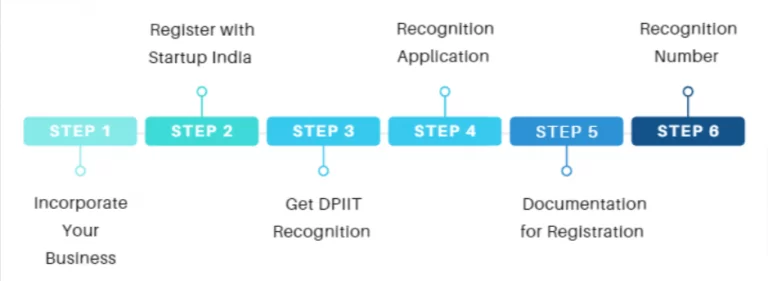 Register with
Startup India
Recognition
Application
Recognition
Number
STEP 1
STEP 2
STEP 3
STEP 4
STEP 5
STEP 6
Incorporate
Your
Business
Get DPIIT
Recognition
Documentation
for Registration